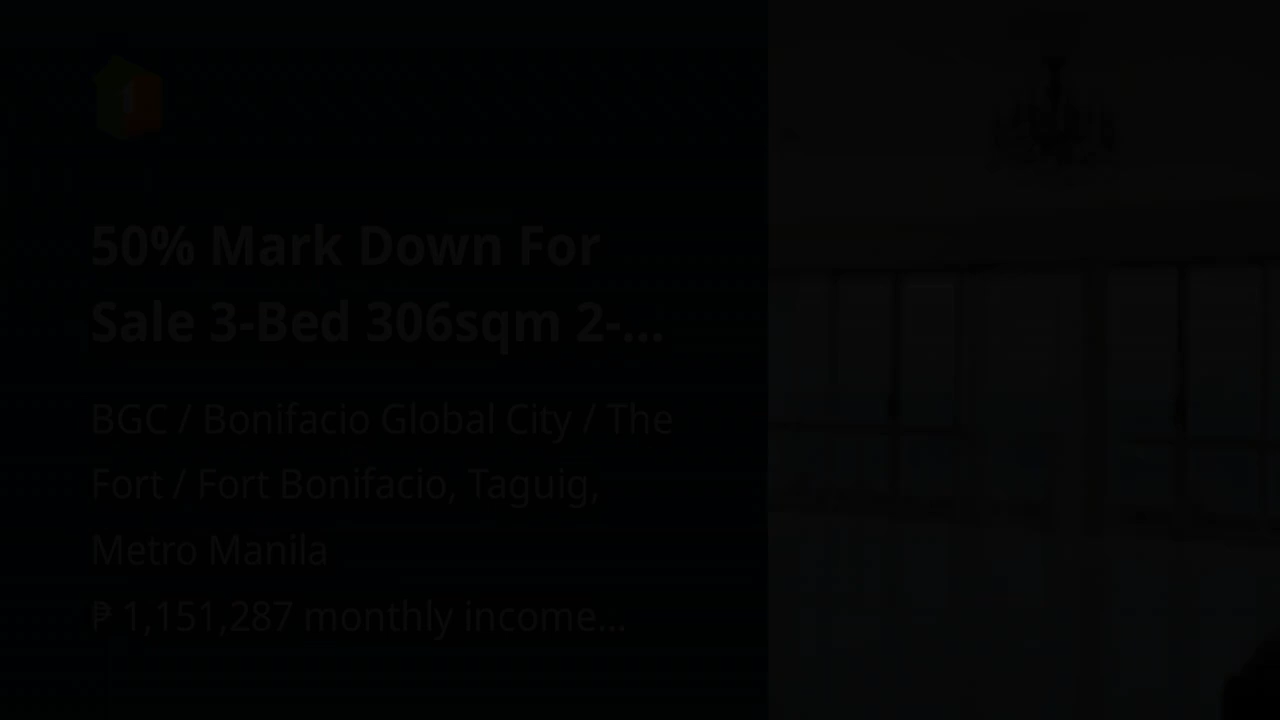 50% Mark Down For
Sale 3-Bed 306sqm 2-...
BGC / Bonifacio Global City / The
Fort / Fort Bonifacio, Taguig,
Metro Manila
₱ 1,151,287 monthly income...